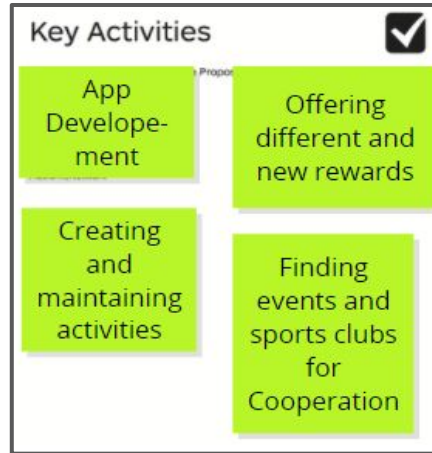 Key Activities
Propo
App
Develope-
ment
Offering
different and
new rewards
Creating
and
maintaining
activities
Finding
events and
sports clubs
for
Cooperation